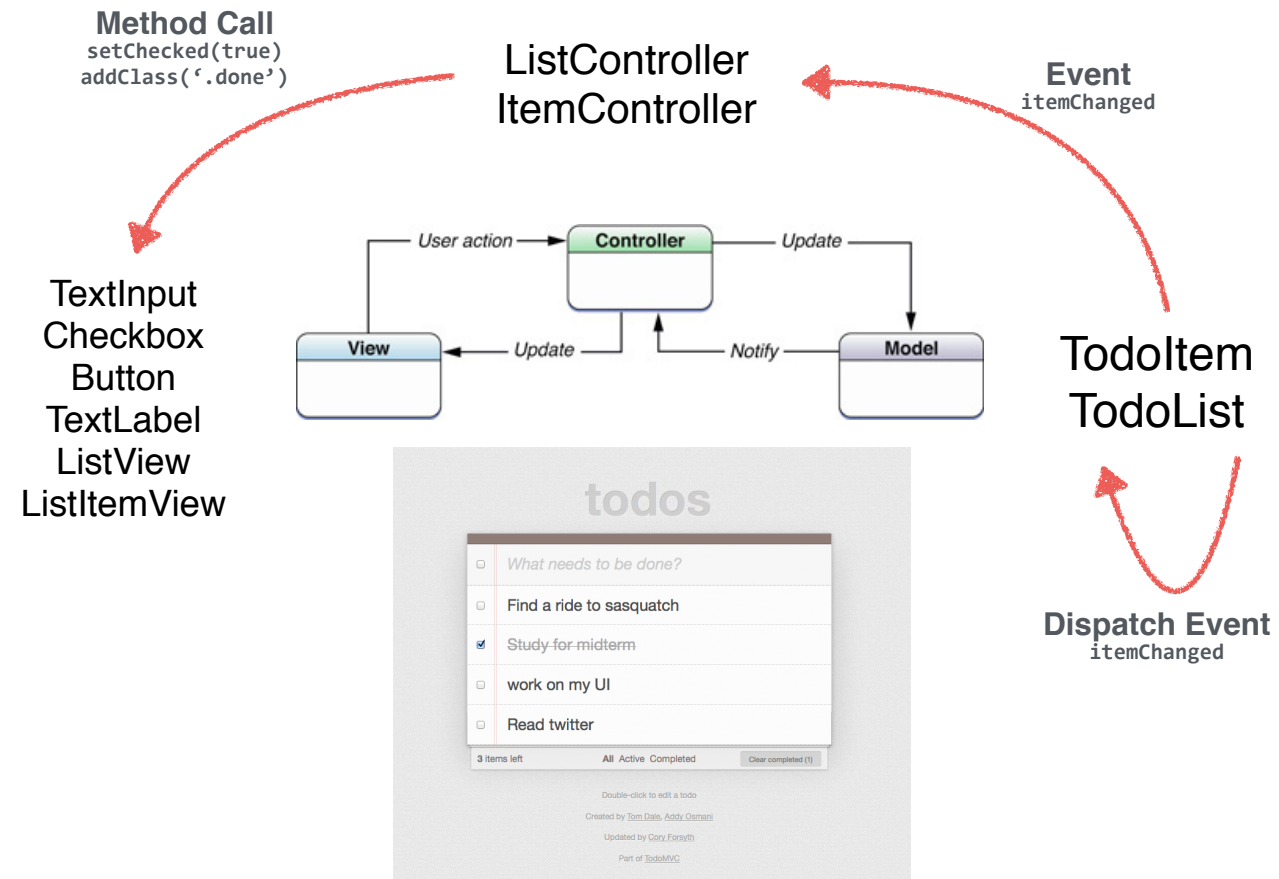 Method Call
setChecked(true)
addClass(‘.done’)
ListController
ItemController
Event
itemChanged
User action
Controller
Update
View
Update
Notify
Model
TextInput
Checkbox
Button
TextLabel
ListView
ListItemView
TodoItem
TodoList
Dispatch Event
itemChanged
todos
What needs to be done?
Find a ride to sasquatch
Study for midterm
work on my UI
Read twitter
3 items left All Active Completed Clear completed (1)
Double-click to edit a todo
Created by Tom Dale, Addy Osmani
Updated by Cory Forsyth
Part of TodoMVC